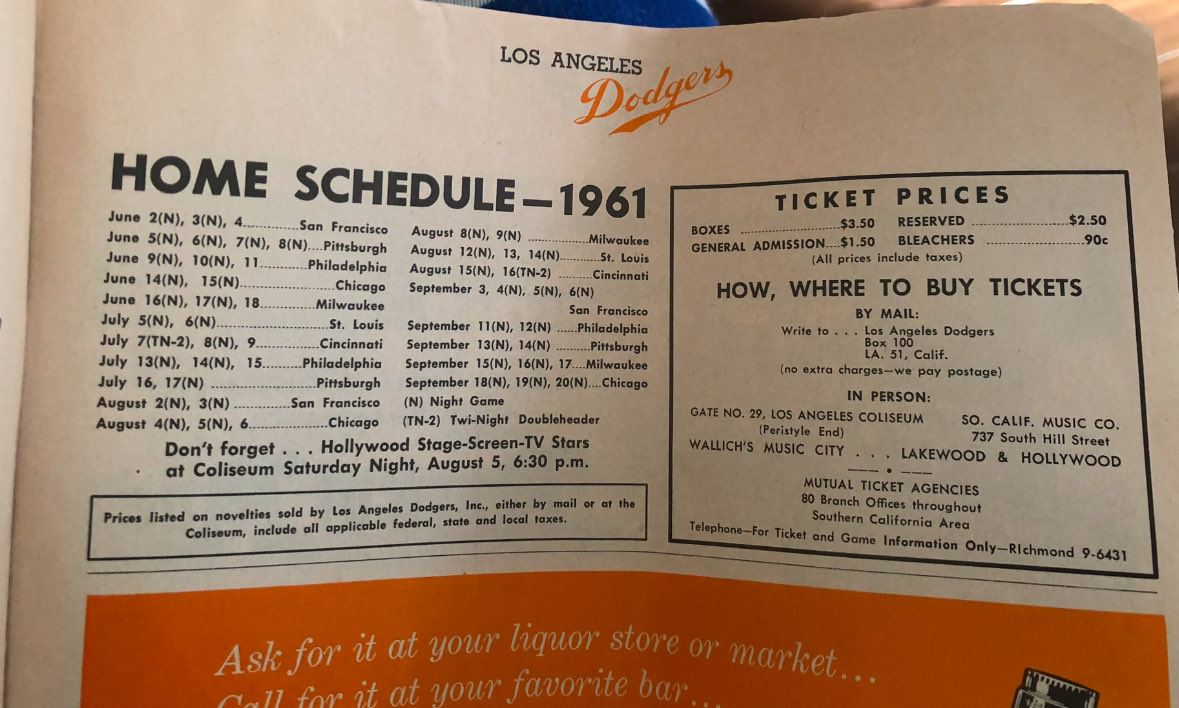 LOS ANGELES
Dodgers
HOME SCHEDULE—1961
June 2(N), 3(N), 4............San Francisco
June 5(N), 6(N), 7(N), 8(N)....Pittsburgh
June 9(N), 10(N), 11...........Philadelphia
June 14(N), 15(N)......................Chicago
June 16(N), 17(N), 18.............Milwaukee
July 5(N), 6(N)..........................St. Louis
July 7(TN-2), 8(N), 9...............Cincinnati
July 13(N), 14(N), 15.........Philadelphia
July 16, 17(N) .......................Pittsburgh
August 2(N), 3(N) .............San Francisco
August 4(N), 5(N), 6..................Chicago
August 8(N), 9(N) ..............Milwaukee
August 12(N), 13, 14(N)..........St. Louis
August 15(N), 16(TN-2) ........Cincinnati
September 3, 4(N), 5(N), 6(N)
San Francisco
September 11(N), 12(N) .....Philadelphia
September 13(N), 14(N) ........Pittsburgh
September 15(N), 16(N), 17....Milwaukee
September 18(N), 19(N), 20(N)....Chicago
(N) Night Game
(TN-2) Twi-Night Doubleheader
Don't forget . . . Hollywood Stage-Screen-TV Stars
at Coliseum Saturday Night, August 5, 6:30 p.m.
Prices listed on novelties sold by Los Angeles Dodgers, Inc., either by mail or at the
Coliseum, include all applicable federal, state and local taxes.
TICKET PRICES
BOXES .....................$3.50 RESERVED .....................$2.50
GENERAL ADMISSION....$1.50 BLEACHERS .....................90c
(All prices include taxes)
HOW, WHERE TO BUY TICKETS
BY MAIL:
Write to . . . Los Angeles Dodgers
Box 100
LA. 51, Calif.
(no extra charges—we pay postage)
IN PERSON:
GATE NO. 29, LOS ANGELES COLISEUM
(Peristyle End)
SO. CALIF. MUSIC CO.
737 South Hill Street
WALLICH'S MUSIC CITY . . . LAKEWOOD & HOLLYWOOD
MUTUAL TICKET AGENCIES
80 Branch Offices throughout
Southern California Area
Telephone—For Ticket and Game Information Only—RIchmond 9-6431
Ask for it at your liquor store or market...
Call for it at your favorite bar...